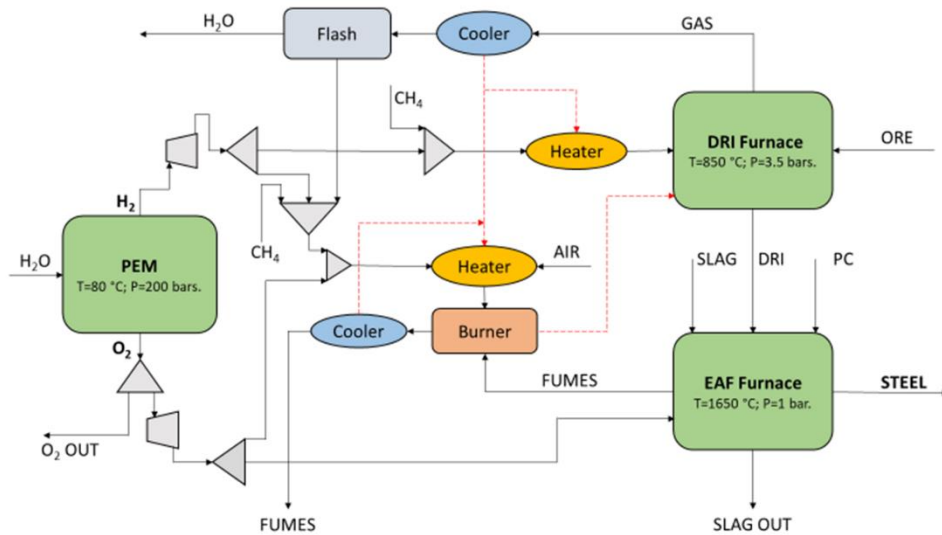 H₂O
Flash
Cooler
GAS
CH₄
DRI Furnace
T=850 °C; P=3.5 bars.
ORE
Heater
H₂
CH₄
H₂O
PEM
T=80 °C; P=200 bars.
Heater
AIR
SLAG
DRI
PC
Cooler
Burner
O₂
FUMES
EAF Furnace
T=1650 °C; P=1 bar.
STEEL
O₂ OUT
FUMES
SLAG OUT